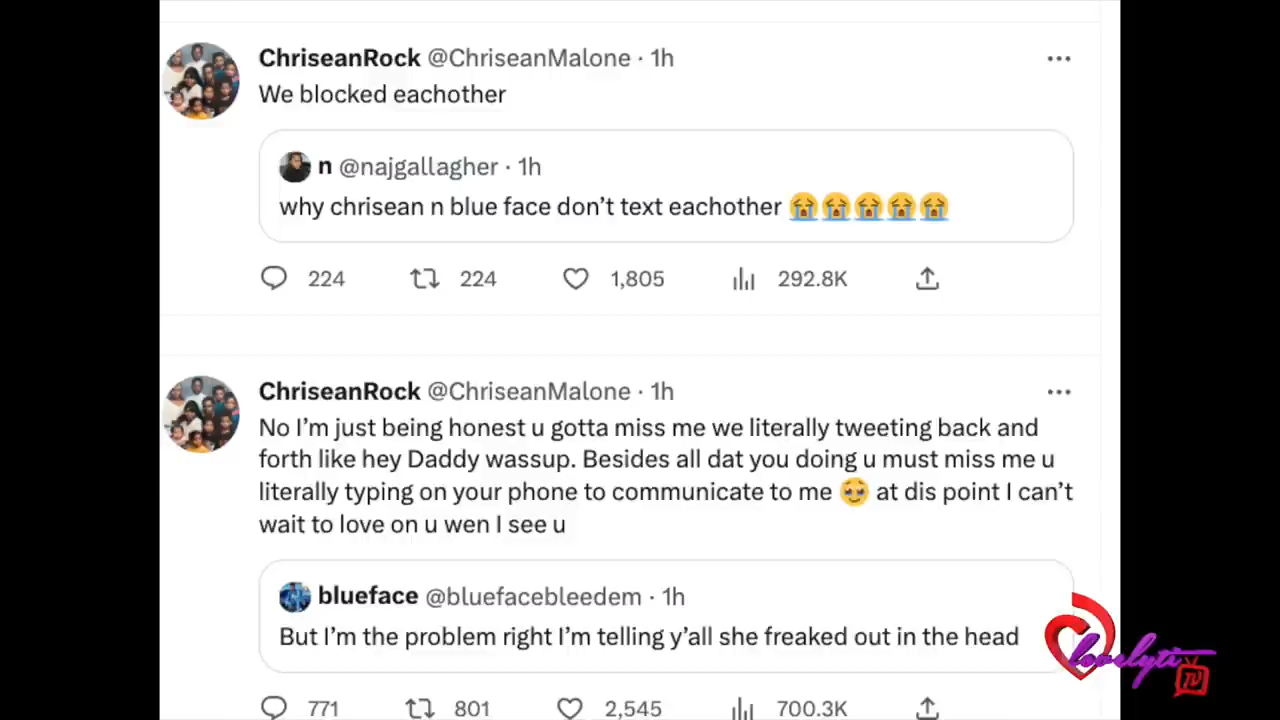 ChriseanRock @ChriseanMalone · 1h
We blocked eachother
n @najgallagher · 1h
why chrisean n blue face don’t text eachother 😭😭😭😭😭
224 224 1,805 292.8K
ChriseanRock @ChriseanMalone · 1h
No I’m just being honest u gotta miss me we literally tweeting back and
forth like hey Daddy wassup. Besides all dat you doing u must miss me u
literally typing on your phone to communicate to me 🥹 at dis point I can’t
wait to love on u wen I see u
blueface @bluefacebleedem · 1h
But I’m the problem right I’m telling y’all she freaked out in the head
771 801 2,545 700.3K
lovelyti
TV